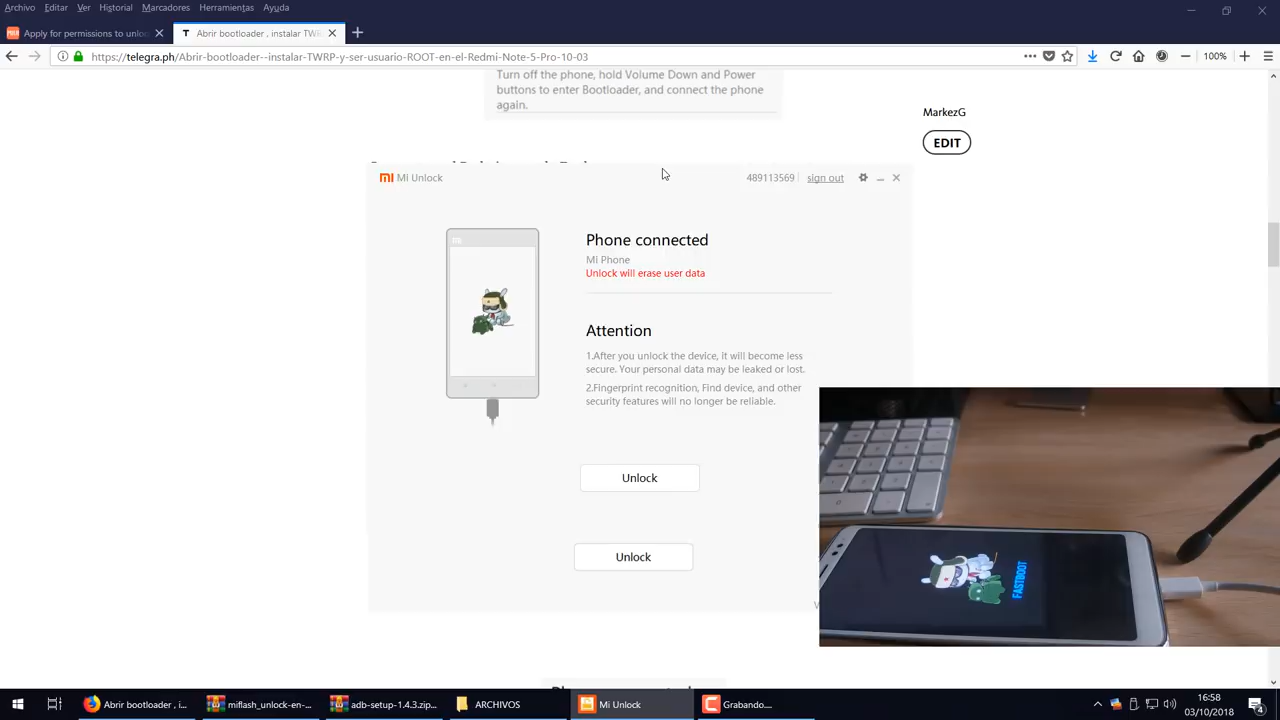 Archivo Editar Ver Historial Marcadores Herramientas Ayuda
Apply for permissions to unlo
Abrir bootloader , instalar TW
https://telegra.ph/Abrir-bootloader--instalar-TWRP-y-ser-usuario-ROOT-en-el-Redmi-Note-5-Pro-10-03
100%
Turn off the phone, hold Volume Down and Power
buttons to enter Bootloader, and connect the phone
again.
MarkezG
EDIT
Mi Unlock
489113569 sign out
Phone connected
Mi Phone
Unlock will erase user data
Attention
1.After you unlock the device, it will become less
secure. Your personal data may be leaked or lost.
2.Fingerprint recognition, Find device, and other
security features will no longer be reliable.
Unlock
Unlock
FASTBOOT
Abrir bootloader , i...
miflash_unlock-en-...
adb-setup-1.4.3.zip...
ARCHIVOS
Mi Unlock
Grabando....
16:58
03/10/2018
4